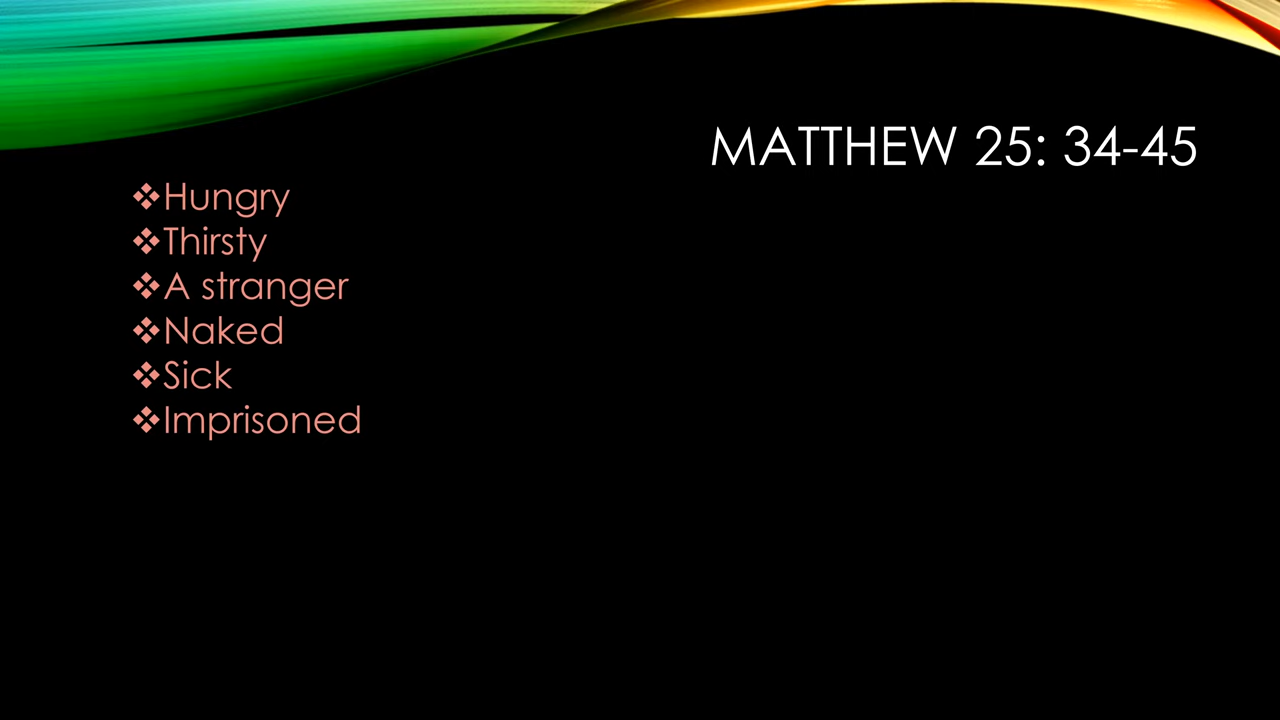 MATTHEW 25: 34-45
❖Hungry
❖Thirsty
❖A stranger
❖Naked
❖Sick
❖Imprisoned